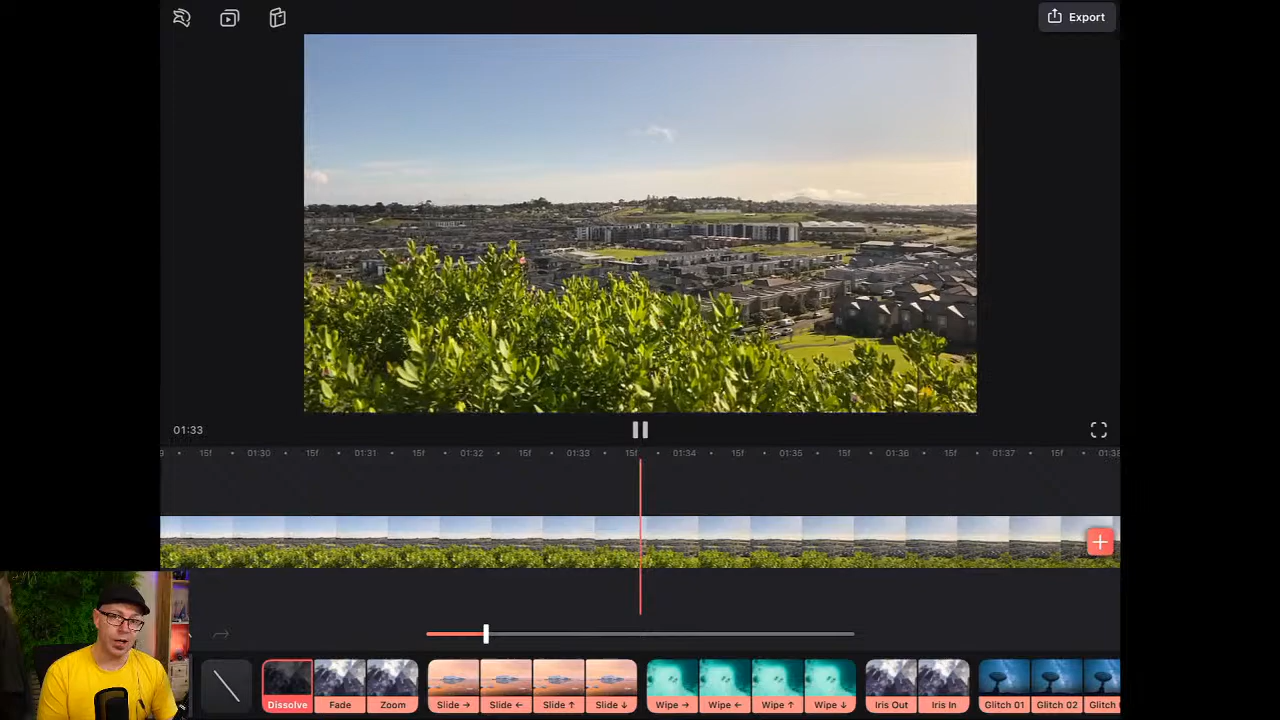 Export
01:33
9 15f 01:30 15f 01:31 15f 01:32 15f 01:33 15f 01:34 15f 01:35 15f 01:36 15f 01:37 15f 01:38
Dissolve Fade Zoom Slide → Slide ← Slide ↑ Slide ↓ Wipe → Wipe ← Wipe ↑ Wipe ↓ Iris Out Iris In Glitch 01 Glitch 02 Glitch